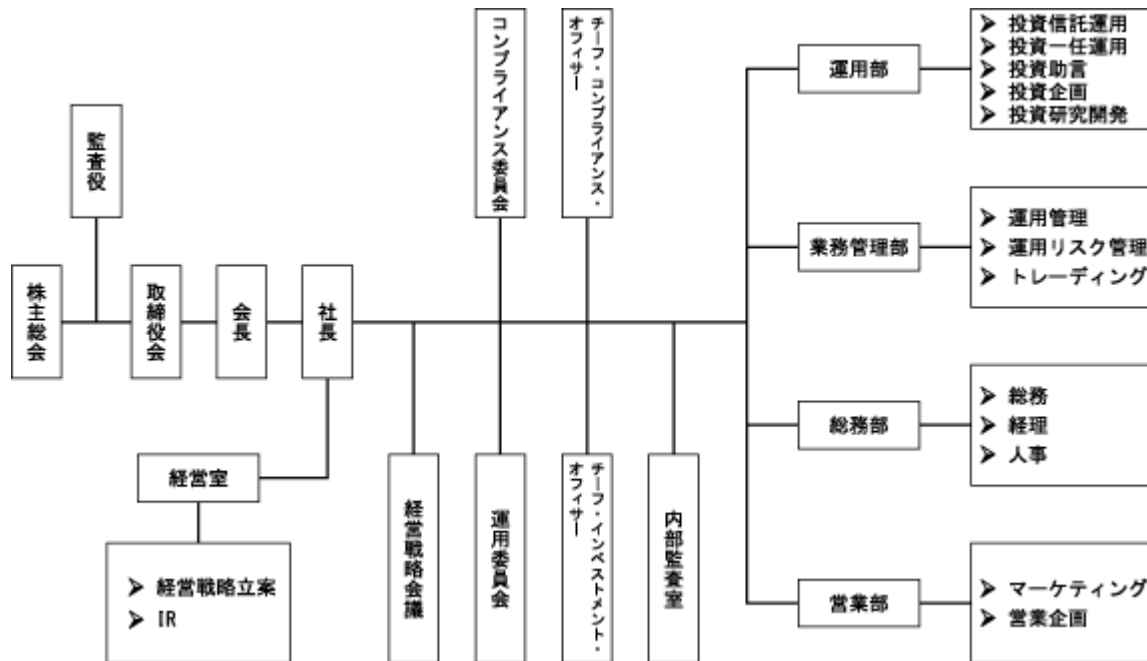 株主総会
監査役
取締役会
会長
社長
経営室
➢ 経営戦略立案
➢ IR
コンプライアンス委員会
チーフ・コンプライアンス・
オフィサー
経営戦略会議
運用委員会
チーフ・インベストメント・
オフィサー
内部監査室
運用部
➢ 投資信託運用
➢ 投資一任運用
➢ 投資助言
➢ 投資企画
➢ 投資研究開発
業務管理部
➢ 運用管理
➢ 運用リスク管理
➢ トレーディング
総務部
➢ 総務
➢ 経理
➢ 人事
営業部
➢ マーケティング
➢ 営業企画